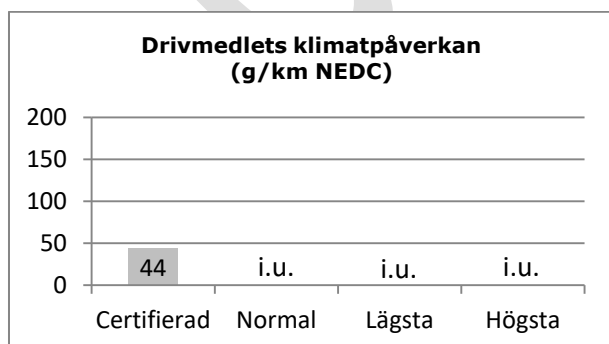 Drivmedlets klimatpåverkan
(g/km NEDC)
200
150
100
50
0
44
i.u.
i.u.
i.u.
Certifierad
Normal
Lägsta
Högsta